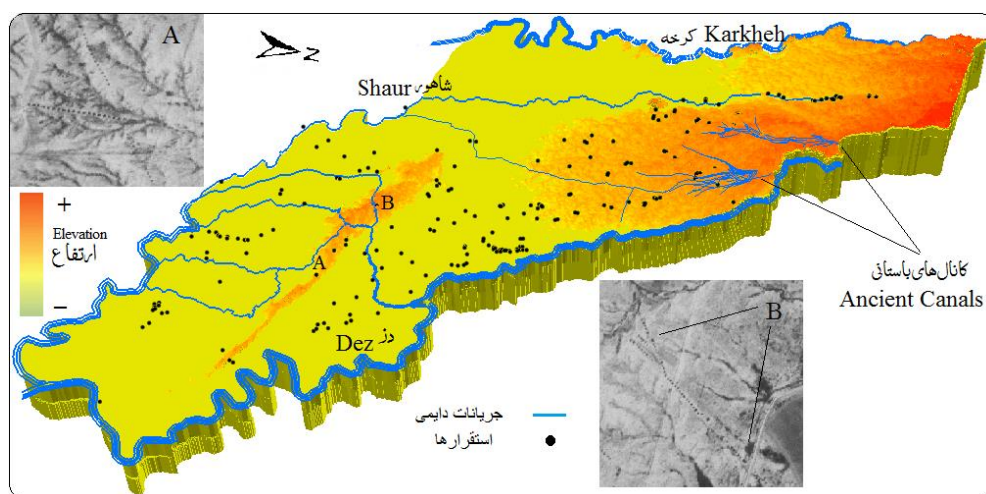 A
z
کرخه Karkheh
Shaur شاهور
+
Elevation
ارتفاع
−
B
A
Dez دز
کانال‌های باستانی
Ancient Canals
B
جریانات دایمی
استقرارها